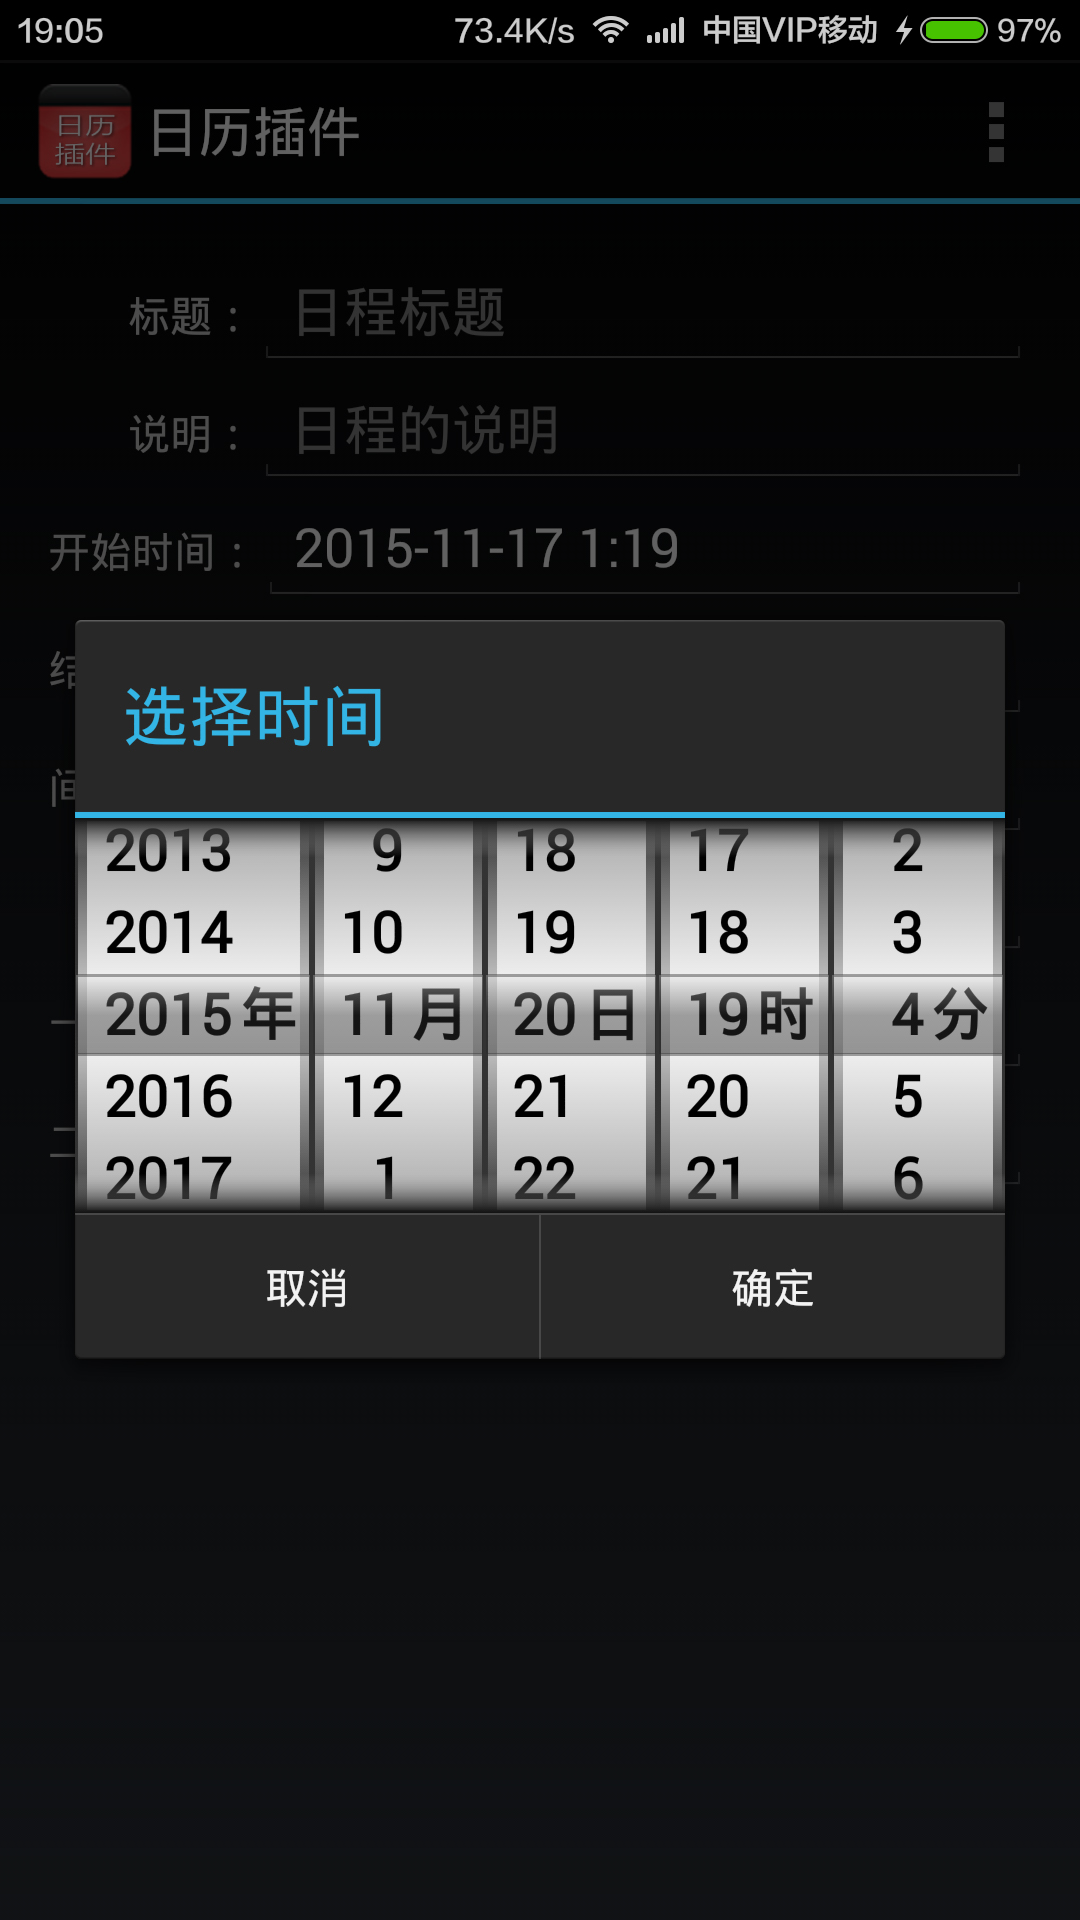 19:05 73.4K/s 中国VIP移动 97%
日历插件
日历插件
标题： 日程标题
说明： 日程的说明
开始时间： 2015-11-17 1:19
选择时间
2013 9 18 17 2
2014 10 19 18 3
2015年 11月 20日 19时 4分
2016 12 21 20 5
2017 1 22 21 6
取消 确定